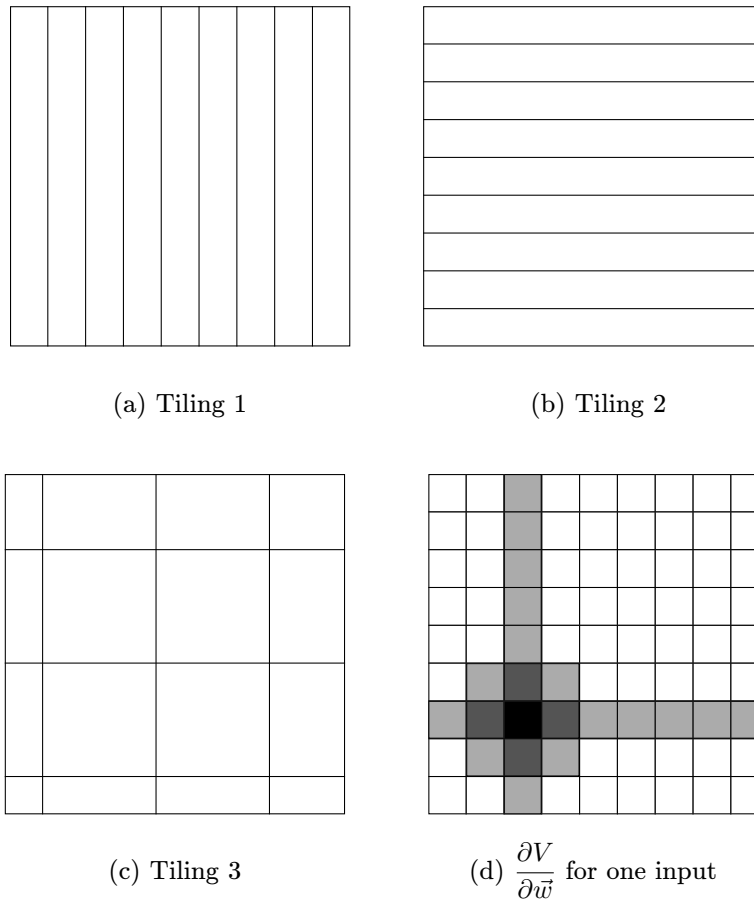 (a) Tiling 1
(b) Tiling 2
(c) Tiling 3
(d) ∂V/∂w⃗ for one input